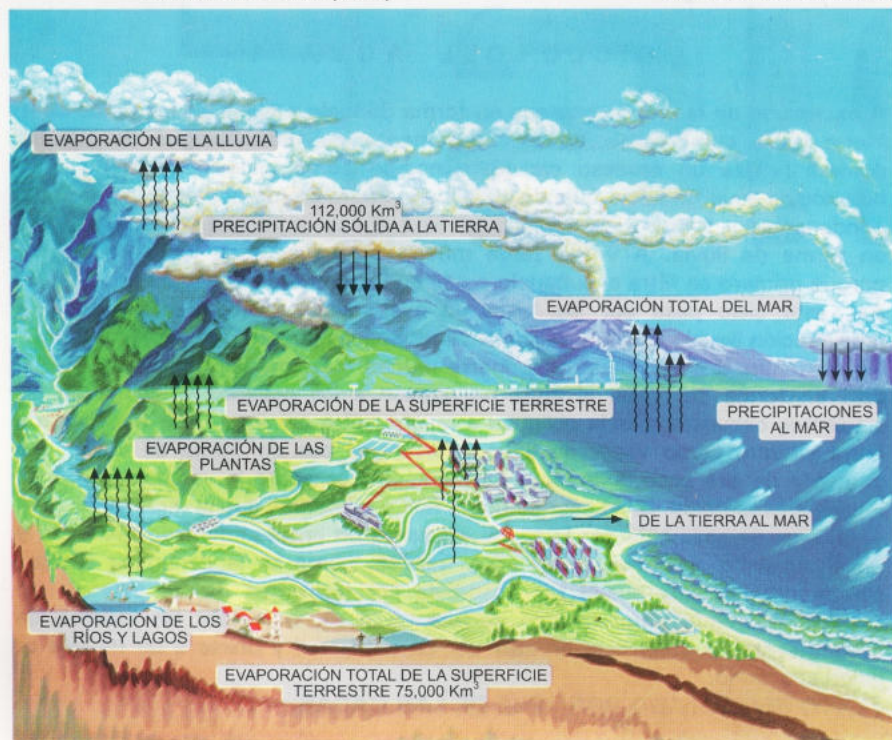 EVAPORACIÓN DE LA LLUVIA
112,000 Km³
PRECIPITACIÓN SÓLIDA A LA TIERRA
EVAPORACIÓN TOTAL DEL MAR
EVAPORACIÓN DE LA SUPERFICIE TERRESTRE
PRECIPITACIONES
AL MAR
EVAPORACIÓN DE LAS
PLANTAS
DE LA TIERRA AL MAR
EVAPORACIÓN DE LOS
RÍOS Y LAGOS
EVAPORACIÓN TOTAL DE LA SUPERFICIE
TERRESTRE 75,000 Km³